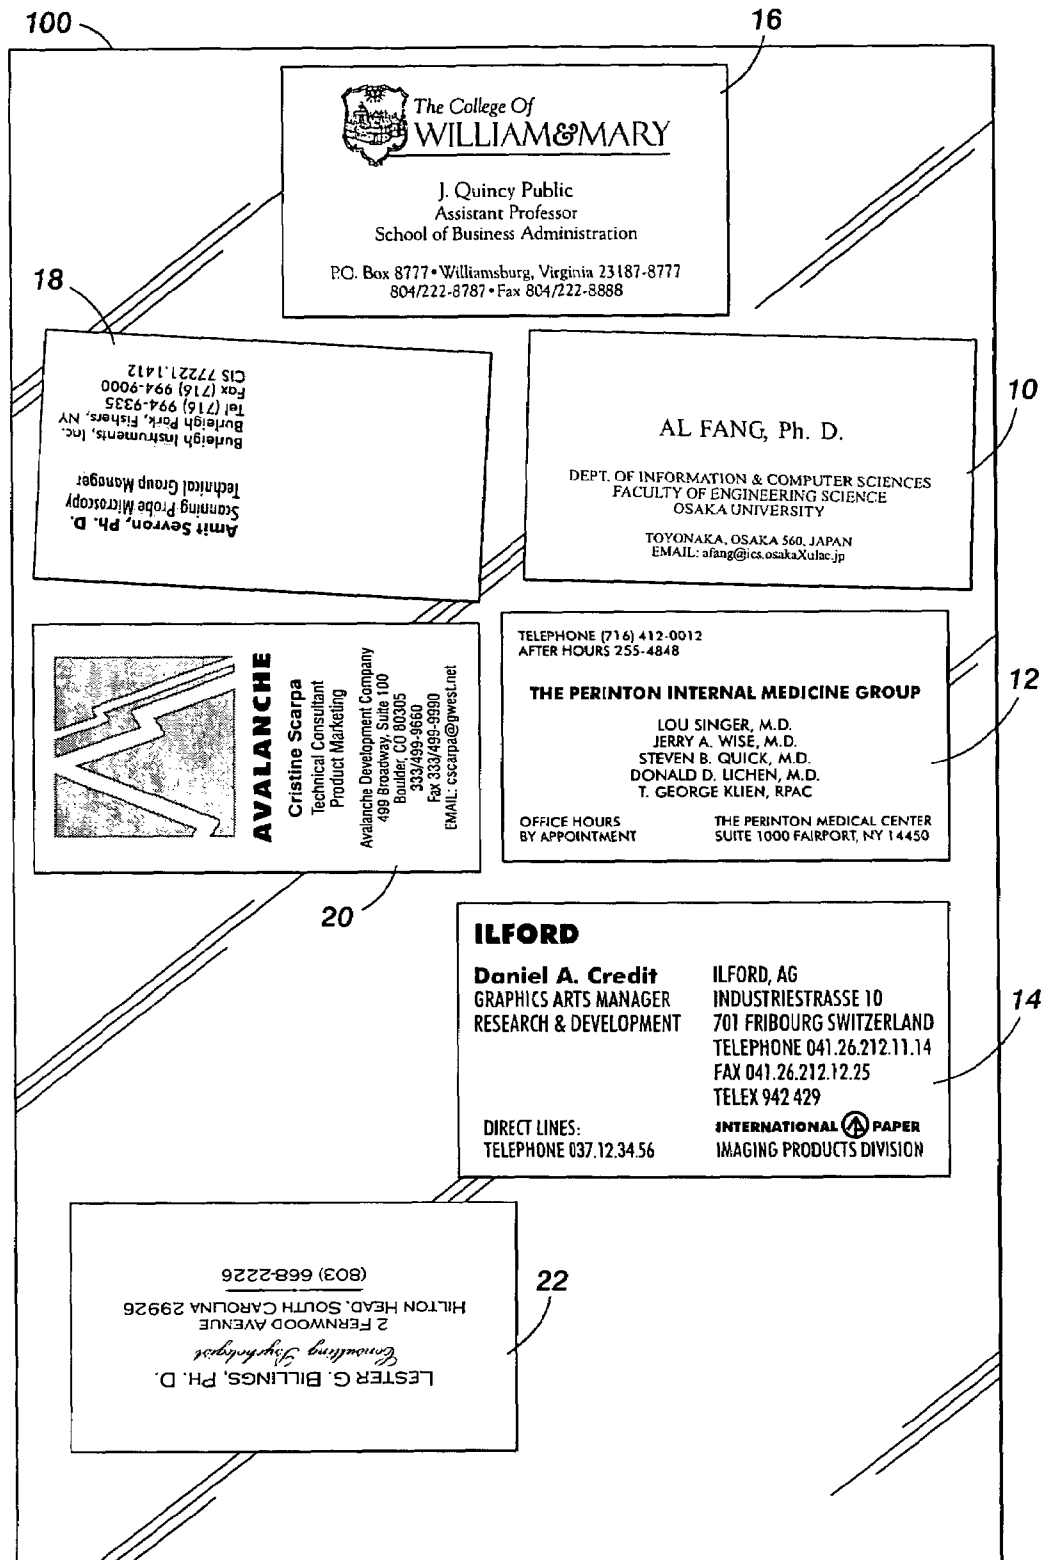 100
16
The College Of
WILLIAM&MARY
J. Quincy Public
Assistant Professor
School of Business Administration
P.O. Box 8777•Williamsburg, Virginia 23187-8777
804/222-8787•Fax 804/222-8888
18
Amit Sevron, Ph. D.
Scanning Probe Microscopy
Technical Group Manager
Burleigh Instruments, Inc.
Burleigh Park, Fishers, NY
Tel (716) 994-9335
Fax (716) 994-9000
CIS 77221.1412
10
AL FANG, Ph. D.
DEPT. OF INFORMATION & COMPUTER SCIENCES
FACULTY OF ENGINEERING SCIENCE
OSAKA UNIVERSITY
TOYONAKA, OSAKA 560, JAPAN
EMAIL: afang@ics.osakaXulac.jp
AVALANCHE
Cristine Scarpa
Technical Consultant
Product Marketing
Avalanche Development Company
499 Broadway, Suite 100
Boulder, CO 80305
333/499-9660
Fax 333/499-9990
EMAIL: cscarpa@gwest.net
20
12
TELEPHONE (716) 412-0012
AFTER HOURS 255-4848
THE PERINTON INTERNAL MEDICINE GROUP
LOU SINGER, M.D.
JERRY A. WISE, M.D.
STEVEN B. QUICK, M.D.
DONALD D. LICHEN, M.D.
T. GEORGE KLIEN, RPAC
OFFICE HOURS
BY APPOINTMENT
THE PERINTON MEDICAL CENTER
SUITE 1000 FAIRPORT, NY 14450
14
ILFORD
Daniel A. Credit
GRAPHICS ARTS MANAGER
RESEARCH & DEVELOPMENT
DIRECT LINES:
TELEPHONE 037.12.34.56
ILFORD, AG
INDUSTRIESTRASSE 10
701 FRIBOURG SWITZERLAND
TELEPHONE 041.26.212.11.14
FAX 041.26.212.12.25
TELEX 942 429
INTERNATIONAL PAPER
IMAGING PRODUCTS DIVISION
22
LESTER G. BILLINGS, PH. D.
Consulting Psychologist
2 FERNWOOD AVENUE
HILTON HEAD, SOUTH CAROLINA 29926
(803) 668-2226